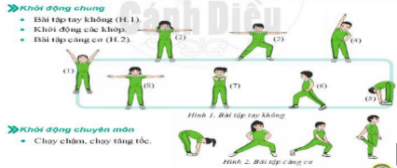 Cánh Diều
Khởi động chung
• Bài tập tay không (H.1).
• Khởi động các khớp.
• Bài tập căng cơ (H.2).
(1)
(2)
(3)
(4)
(5)
(6)
(7)
(8)
Hình 1. Bài tập tay không
Khởi động chuyên môn
• Chạy chậm, chạy tăng tốc.
Hình 2. Bài tập căng cơ